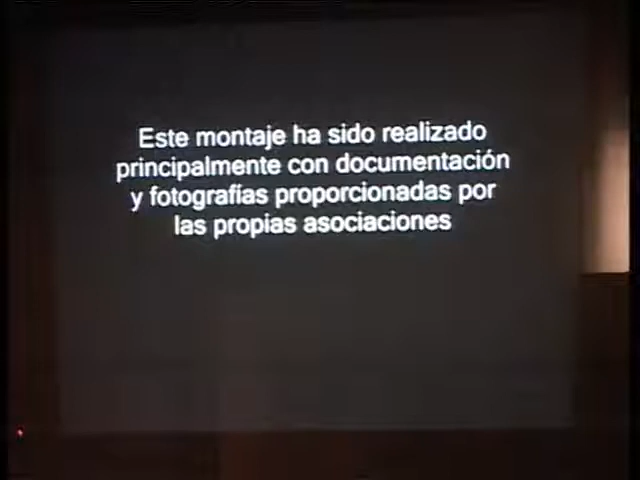 Este montaje ha sido realizado
principalmente con documentación
y fotografías proporcionadas por
las propias asociaciones